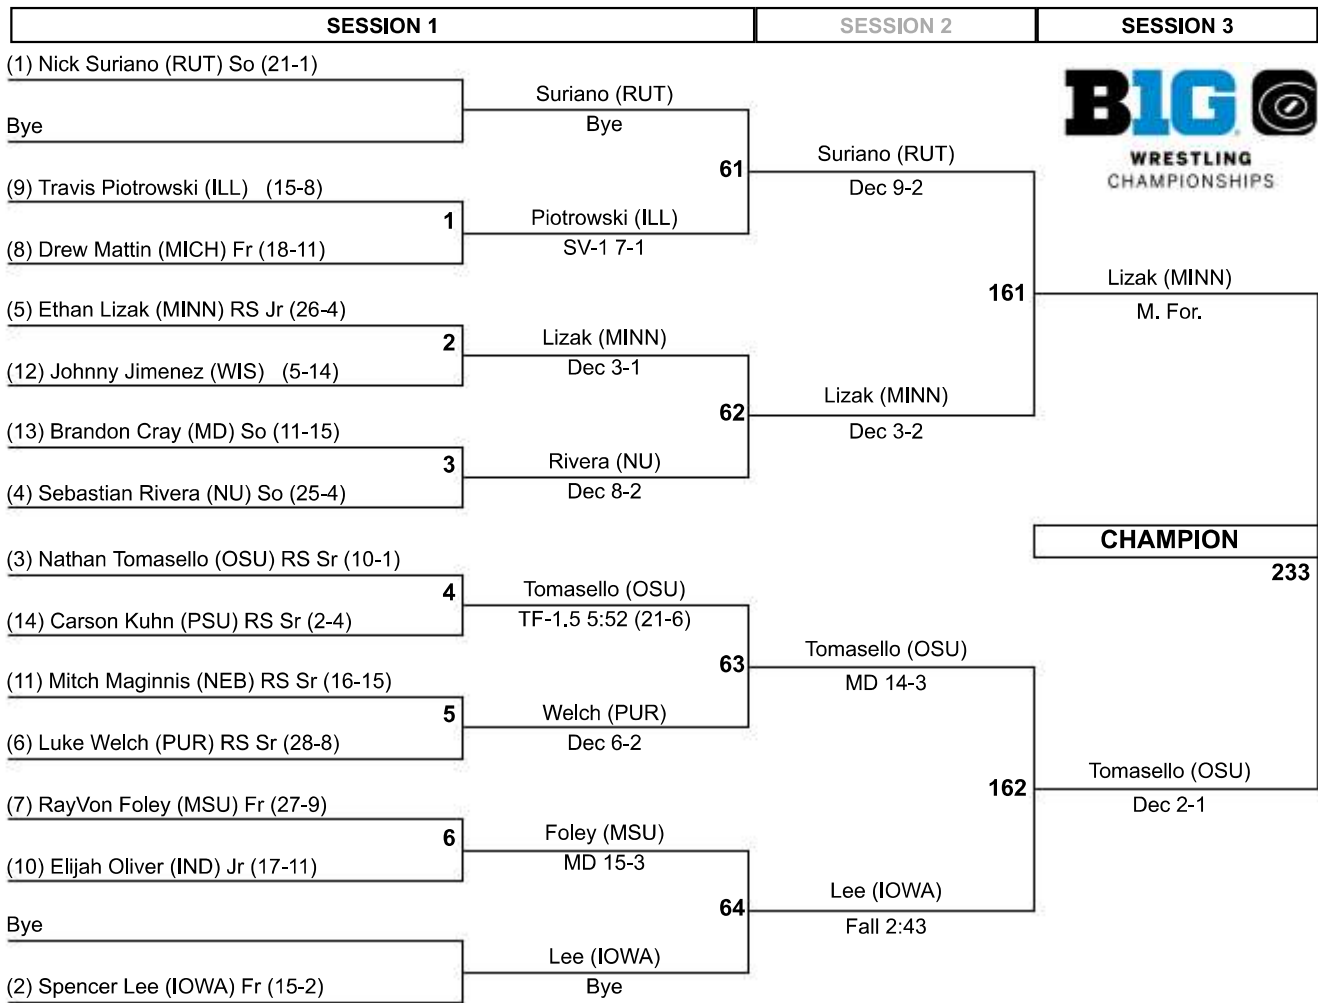 SESSION 1
SESSION 2
SESSION 3
(1) Nick Suriano (RUT) So (21-1)
Bye
(9) Travis Piotrowski (ILL) (15-8)
(8) Drew Mattin (MICH) Fr (18-11)
(5) Ethan Lizak (MINN) RS Jr (26-4)
(12) Johnny Jimenez (WIS) (5-14)
(13) Brandon Cray (MD) So (11-15)
(4) Sebastian Rivera (NU) So (25-4)
(3) Nathan Tomasello (OSU) RS Sr (10-1)
(14) Carson Kuhn (PSU) RS Sr (2-4)
(11) Mitch Maginnis (NEB) RS Sr (16-15)
(6) Luke Welch (PUR) RS Sr (28-8)
(7) RayVon Foley (MSU) Fr (27-9)
(10) Elijah Oliver (IND) Jr (17-11)
Bye
(2) Spencer Lee (IOWA) Fr (15-2)
1
2
3
4
5
6
Suriano (RUT)
Bye
Piotrowski (ILL)
SV-1 7-1
Lizak (MINN)
Dec 3-1
Rivera (NU)
Dec 8-2
Tomasello (OSU)
TF-1.5 5:52 (21-6)
Welch (PUR)
Dec 6-2
Foley (MSU)
MD 15-3
Lee (IOWA)
Bye
61
62
63
64
Suriano (RUT)
Dec 9-2
Lizak (MINN)
Dec 3-2
Tomasello (OSU)
MD 14-3
Lee (IOWA)
Fall 2:43
161
162
B1G
WRESTLING
CHAMPIONSHIPS
Lizak (MINN)
M. For.
CHAMPION
233
Tomasello (OSU)
Dec 2-1